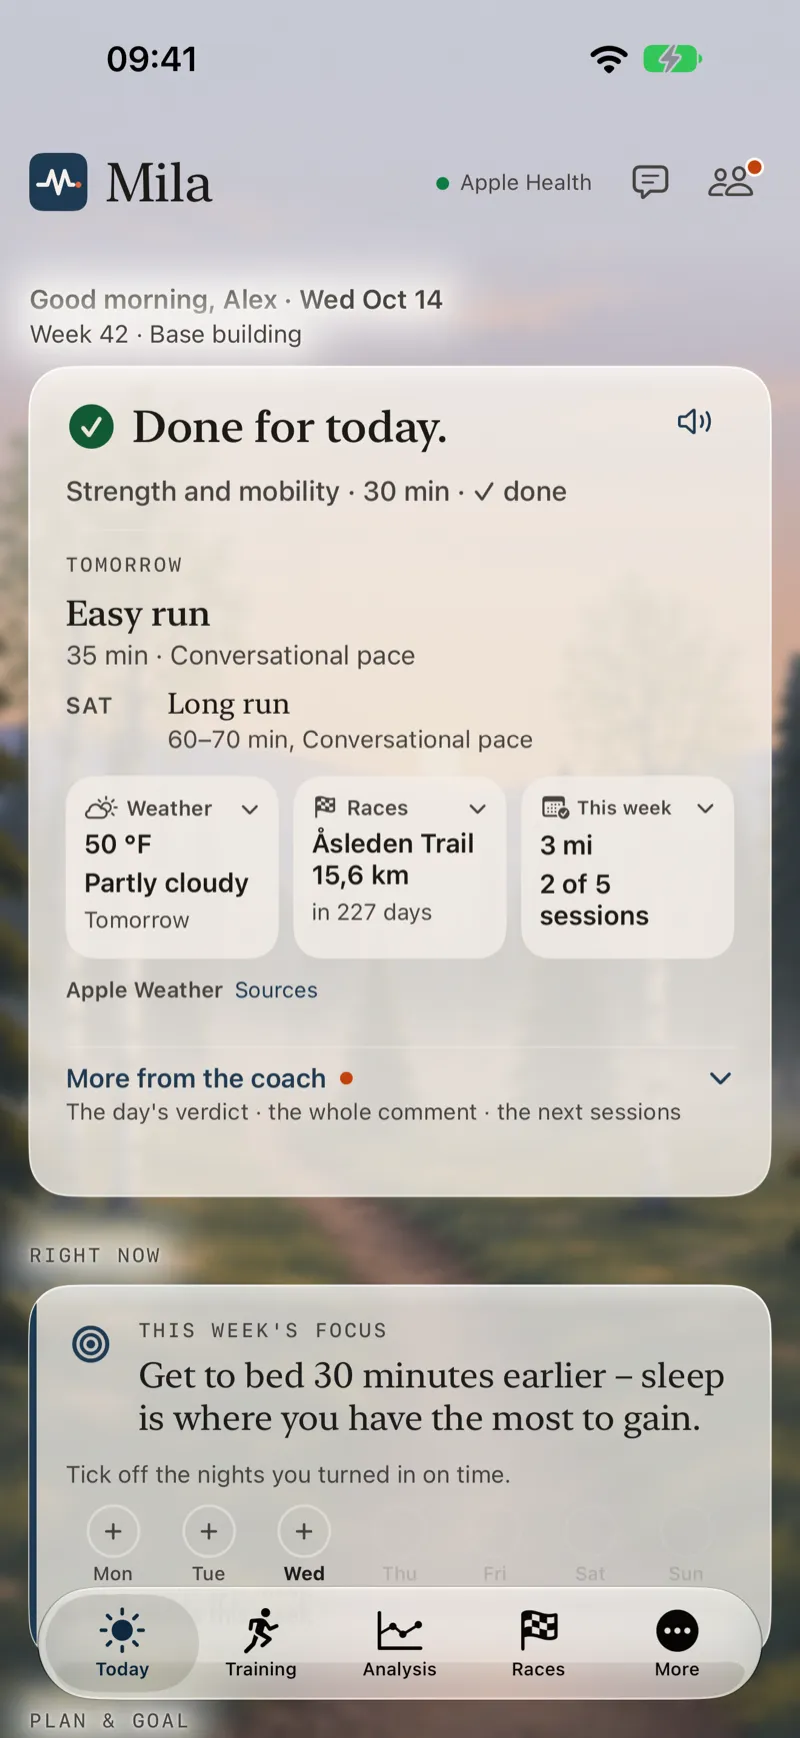 09:41
Mila
Apple Health
Good morning, Alex · Wed Oct 14
Week 42 · Base building
Done for today.
Strength and mobility · 30 min · ✓ done
TOMORROW
Easy run
35 min · Conversational pace
SAT
Long run
60–70 min, Conversational pace
Weather
50 °F
Partly cloudy
Tomorrow
Races
Åsleden Trail
15,6 km
in 227 days
This week
3 mi
2 of 5
sessions
Apple Weather Sources
More from the coach
The day's verdict · the whole comment · the next sessions
RIGHT NOW
THIS WEEK'S FOCUS
Get to bed 30 minutes earlier – sleep
is where you have the most to gain.
Tick off the nights you turned in on time.
Mon Tue Wed Thu Fri Sat Sun
Today Training Analysis Races More
PLAN & GOAL